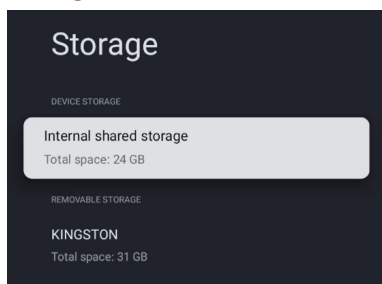 Storage
DEVICE STORAGE
Internal shared storage
Total space: 24 GB
REMOVABLE STORAGE
KINGSTON
Total space: 31 GB